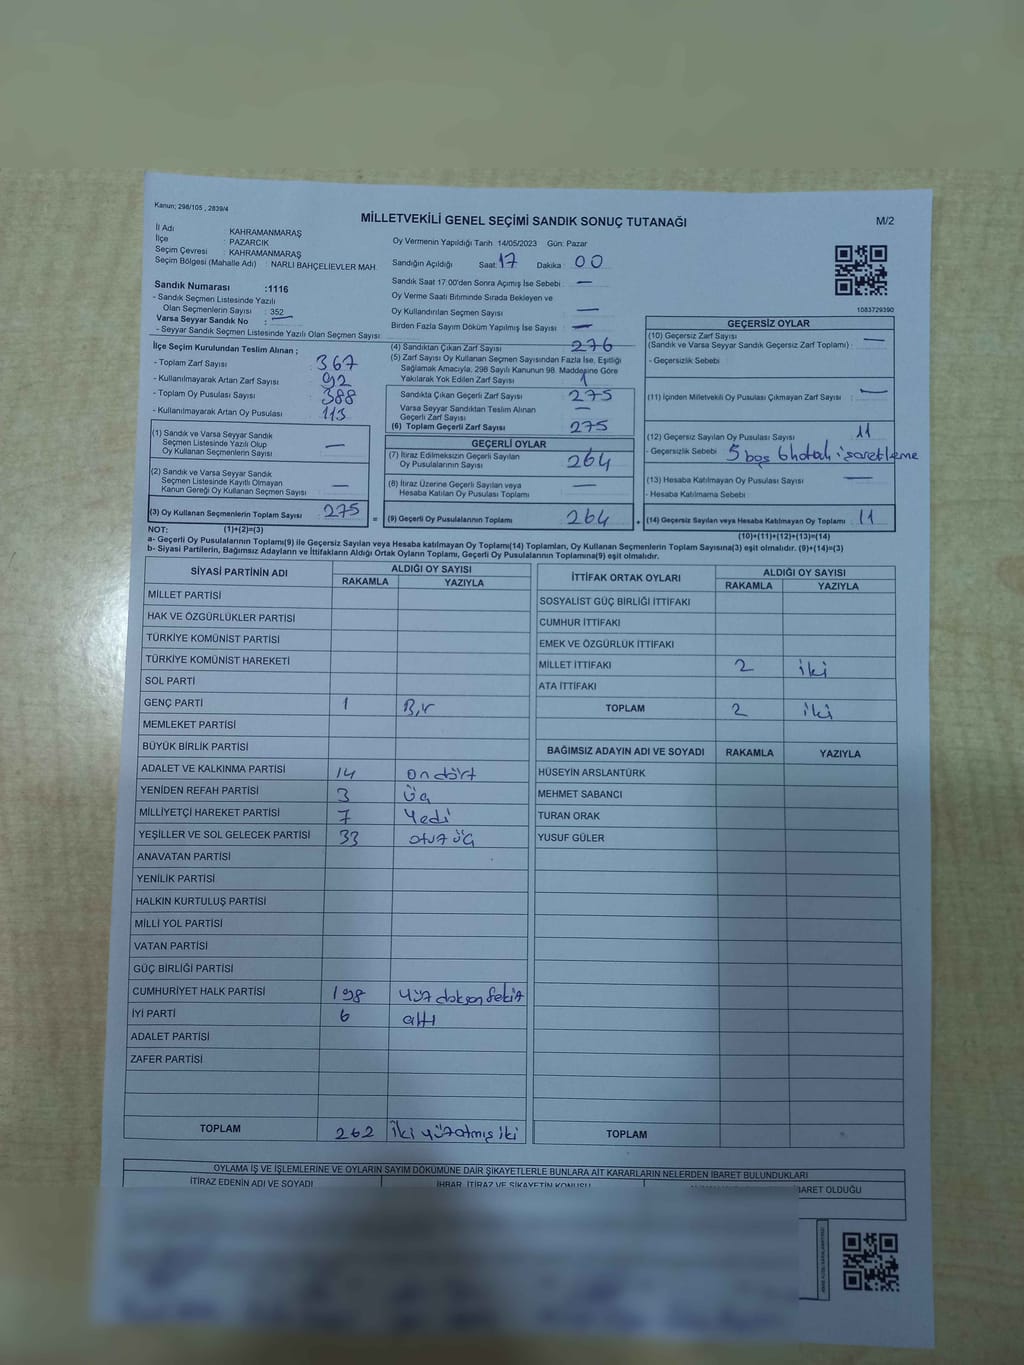 Kanun; 298/105 , 2839/4
MİLLETVEKİLİ GENEL SEÇİMİ SANDIK SONUÇ TUTANAĞI
M/2
İl Adı : KAHRAMANMARAŞ
İlçe : PAZARCIK
Seçim Çevresi : KAHRAMANMARAŞ
Seçim Bölgesi (Mahalle Adı) : NARLI BAHÇELİEVLER MAH.
Sandık Numarası :1116
- Sandık Seçmen Listesinde Yazılı
Olan Seçmenlerin Sayısı : 352
Varsa Seyyar Sandık No : —
- Seyyar Sandık Seçmen Listesinde Yazılı Olan Seçmen Sayısı
Oy Vermenin Yapıldığı Tarih 14/05/2023 Gün: Pazar
Sandığın Açıldığı Saat: 17 Dakika : 00
Sandık Saat 17.00'den Sonra Açımış İse Sebebi : —
Oy Verme Saati Bitiminde Sırada Bekleyen ve
Oy Kullandırılan Seçmen Sayısı : —
Birden Fazla Sayım Döküm Yapılmış İse Sayısı : —
1083729390
İlçe Seçim Kurulundan Teslim Alınan ;
- Toplam Zarf Sayısı : 367
- Kullanılmayarak Artan Zarf Sayısı : 92
- Toplam Oy Pusulası Sayısı : 388
- Kullanılmayarak Artan Oy Pusulası : 113
(1) Sandık ve Varsa Seyyar Sandık
Seçmen Listesinde Yazılı Olup
Oy Kullanan Seçmenlerin Sayısı : —
(2) Sandık ve Varsa Seyyar Sandık
Seçmen Listesinde Kayıtlı Olmayan
Kanun Gereği Oy Kullanan Seçmen Sayısı : —
(3) Oy Kullanan Seçmenlerin Toplam Sayısı : 275
(4) Sandıktan Çıkan Zarf Sayısı : 276
(5) Zarf Sayısı Oy Kullanan Seçmen Sayısından Fazla İse, Eşitliği
Sağlamak Amacıyla, 298 Sayılı Kanunun 98. Maddesine Göre
Yakılarak Yok Edilen Zarf Sayısı : 1
Sandıkta Çıkan Geçerli Zarf Sayısı : 275
Varsa Seyyar Sandıktan Teslim Alınan
Geçerli Zarf Sayısı : —
(6) Toplam Geçerli Zarf Sayısı : 275
GEÇERLİ OYLAR
(7) İtiraz Edilmeksizin Geçerli Sayılan
Oy Pusulalarının Sayısı : 264
(8) İtiraz Üzerine Geçerli Sayılan veya
Hesaba Katılan Oy Pusulası Toplamı : —
= (9) Geçerli Oy Pusulalarının Toplamı : 264
GEÇERSİZ OYLAR
(10) Geçersiz Zarf Sayısı
(Sandık ve Varsa Seyyar Sandık Geçersiz Zarf Toplamı) : —
- Geçersizlik Sebebi :
(11) İçinden Milletvekili Oy Pusulası Çıkmayan Zarf Sayısı : —
(12) Geçersiz Sayılan Oy Pusulası Sayısı : 11
- Geçersizlik Sebebi : 5 boş 6 hatalı işaretleme
(13) Hesaba Katılmayan Oy Pusulası Sayısı : —
- Hesaba Katılmama Sebebi :
+ (14) Geçersiz Sayılan veya Hesaba Katılmayan Oy Toplamı : 11
NOT: (1)+(2)=(3)
(10)+(11)+(12)+(13)=(14)
a- Geçerli Oy Pusulalarının Toplamı(9) ile Geçersiz Sayılan veya Hesaba katılmayan Oy Toplamı(14) Toplamları, Oy Kullanan Seçmenlerin Toplam Sayısına(3) eşit olmalıdır. (9)+(14)=(3)
b- Siyasi Partilerin, Bağımsız Adayların ve İttifakların Aldığı Ortak Oyların Toplamı, Geçerli Oy Pusulalarının Toplamına(9) eşit olmalıdır.
SİYASİ PARTİNİN ADI
ALDIĞI OY SAYISI
RAKAMLA YAZIYLA
MİLLET PARTİSİ
HAK VE ÖZGÜRLÜKLER PARTİSİ
TÜRKİYE KOMÜNİST PARTİSİ
TÜRKİYE KOMÜNİST HAREKETİ
SOL PARTİ
GENÇ PARTİ 1 Bir
MEMLEKET PARTİSİ
BÜYÜK BİRLİK PARTİSİ
ADALET VE KALKINMA PARTİSİ 14 on dört
YENİDEN REFAH PARTİSİ 3 üç
MİLLİYETÇİ HAREKET PARTİSİ 7 Yedi
YEŞİLLER VE SOL GELECEK PARTİSİ 33 otuz üç
ANAVATAN PARTİSİ
YENİLİK PARTİSİ
HALKIN KURTULUŞ PARTİSİ
MİLLİ YOL PARTİSİ
VATAN PARTİSİ
GÜÇ BİRLİĞİ PARTİSİ
CUMHURİYET HALK PARTİSİ 198 yüz doksan sekiz
İYİ PARTİ 6 altı
ADALET PARTİSİ
ZAFER PARTİSİ
TOPLAM 262 iki yüz atmış iki
İTTİFAK ORTAK OYLARI
ALDIĞI OY SAYISI
RAKAMLA YAZIYLA
SOSYALİST GÜÇ BİRLİĞİ İTTİFAKI
CUMHUR İTTİFAKI
EMEK VE ÖZGÜRLÜK İTTİFAKI
MİLLET İTTİFAKI 2 iki
ATA İTTİFAKI
TOPLAM 2 iki
BAĞIMSIZ ADAYIN ADI VE SOYADI RAKAMLA YAZIYLA
HÜSEYİN ARSLANTÜRK
MEHMET SABANCI
TURAN ORAK
YUSUF GÜLER
TOPLAM
OYLAMA İŞ VE İŞLEMLERİNE VE OYLARIN SAYIM DÖKÜMÜNE DAİR ŞİKAYETLERLE BUNLARA AİT KARARLARIN NELERDEN İBARET BULUNDUKLARI
İTİRAZ EDENİN ADI VE SOYADI İHBAR, İTİRAZ VE ŞİKAYETİN KONUSU İBARET OLDUĞU